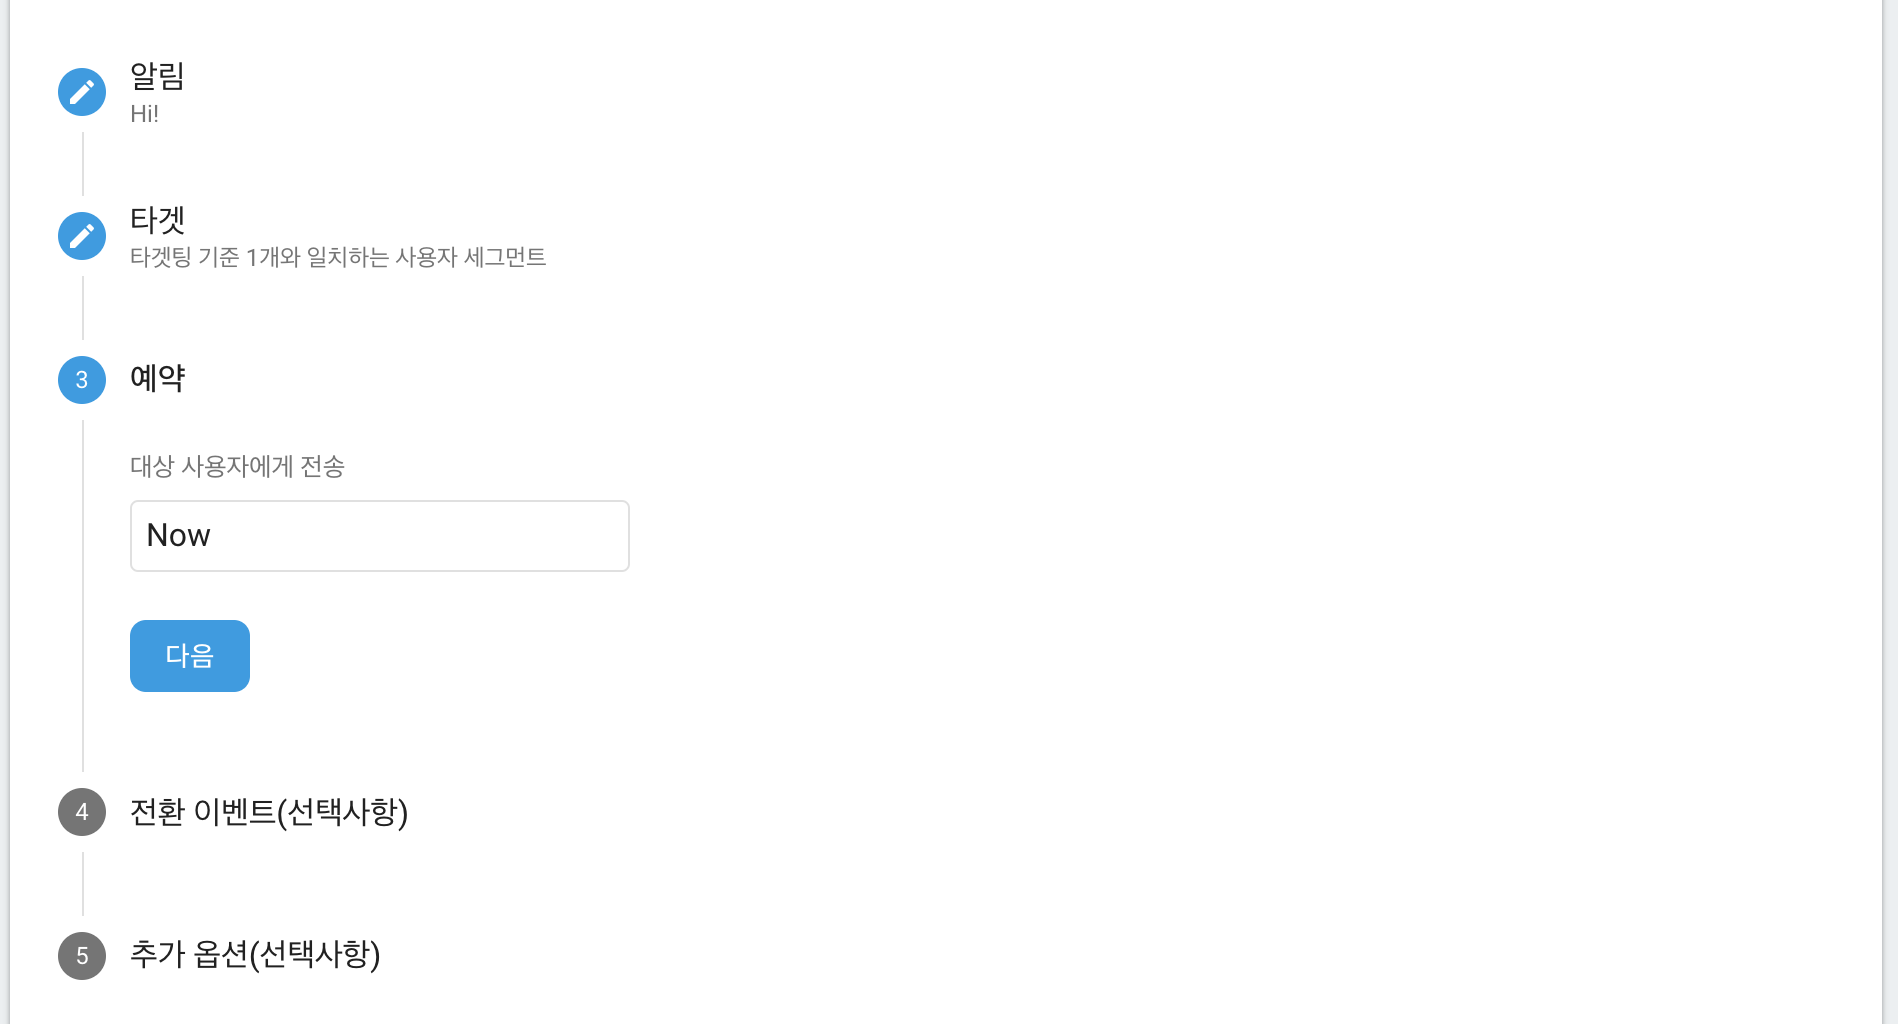 알림
Hi!
타겟
타겟팅 기준 1개와 일치하는 사용자 세그먼트
3 예약
대상 사용자에게 전송
Now
다음
4 전환 이벤트(선택사항)
5 추가 옵션(선택사항)